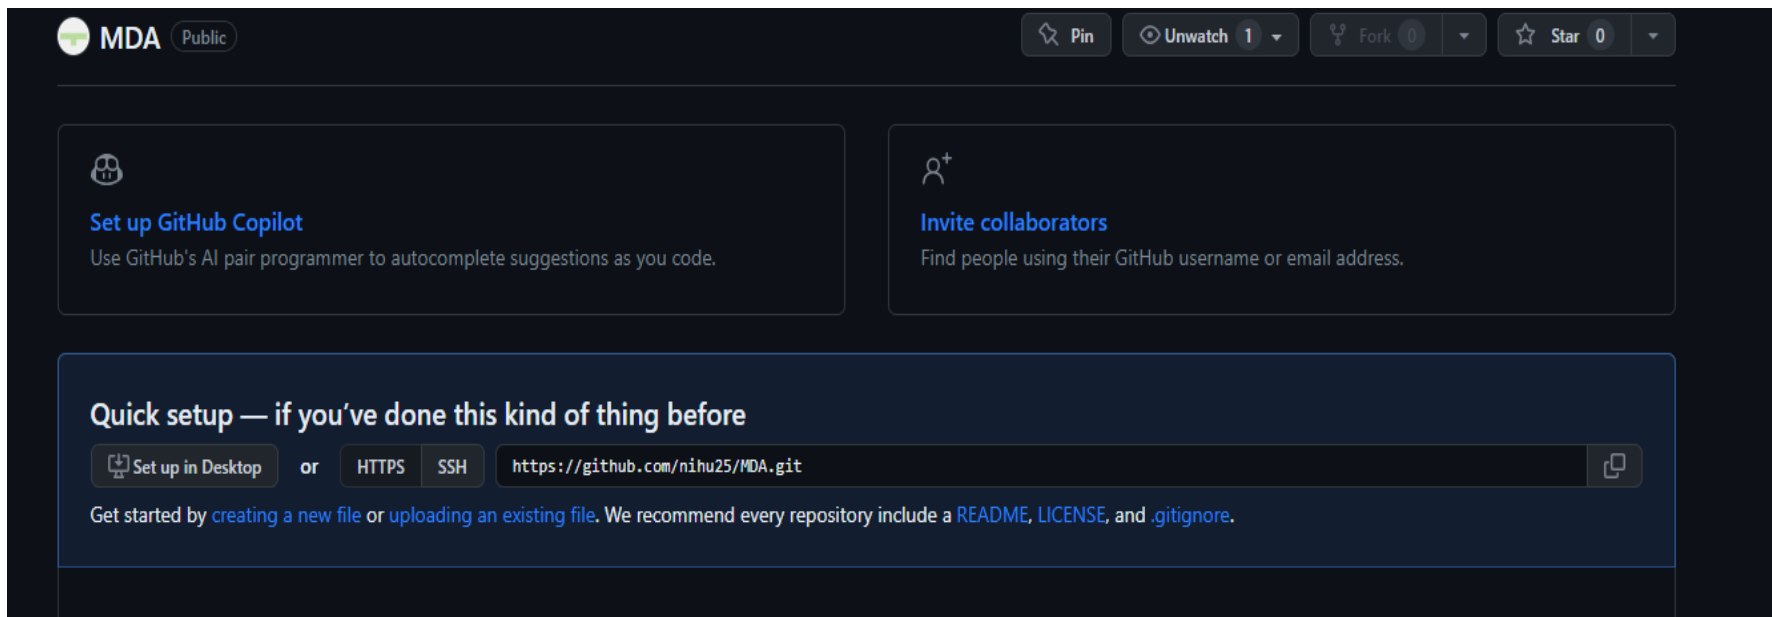 MDA Public Pin Unwatch 1 Fork 0 Star 0
Set up GitHub Copilot
Use GitHub's AI pair programmer to autocomplete suggestions as you code.
Invite collaborators
Find people using their GitHub username or email address.
Quick setup — if you've done this kind of thing before
Set up in Desktop or HTTPS SSH https://github.com/nihu25/MDA.git
Get started by creating a new file or uploading an existing file. We recommend every repository include a README, LICENSE, and .gitignore.